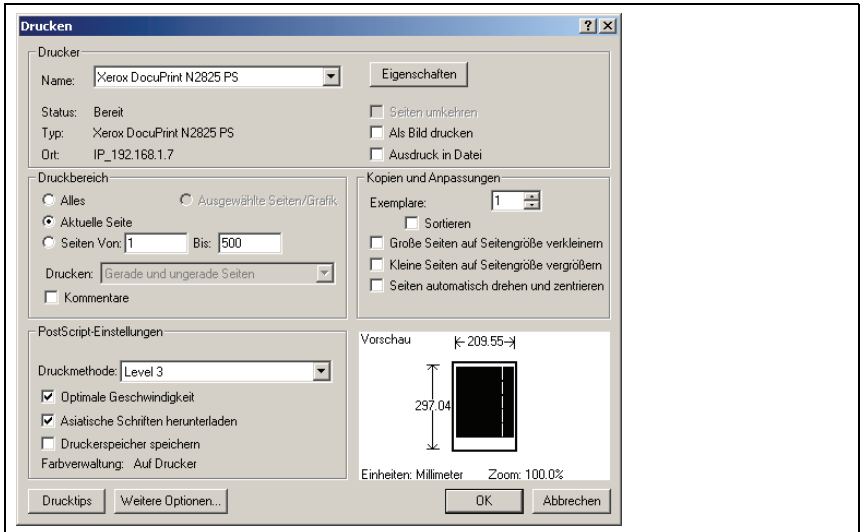 Drucken
Drucker
Name: Xerox DocuPrint N2825 PS
Eigenschaften
Status: Bereit
Seiten umkehren
Typ: Xerox DocuPrint N2825 PS
Als Bild drucken
Ort: IP_192.168.1.7
Ausdruck in Datei
Druckbereich
Alles
Ausgewählte Seiten/Grafik
Aktuelle Seite
Seiten Von: 1 Bis: 500
Drucken: Gerade und ungerade Seiten
Kommentare
Kopien und Anpassungen
Exemplare: 1
Sortieren
Große Seiten auf Seitengröße verkleinern
Kleine Seiten auf Seitengröße vergrößern
Seiten automatisch drehen und zentrieren
PostScript-Einstellungen
Druckmethode: Level 3
Optimale Geschwindigkeit
Asiatische Schriften herunterladen
Druckerspeicher speichern
Farbverwaltung: Auf Drucker
Vorschau
209.55
297.04
Einheiten: Millimeter Zoom: 100.0%
Drucktips
Weitere Optionen...
OK
Abbrechen